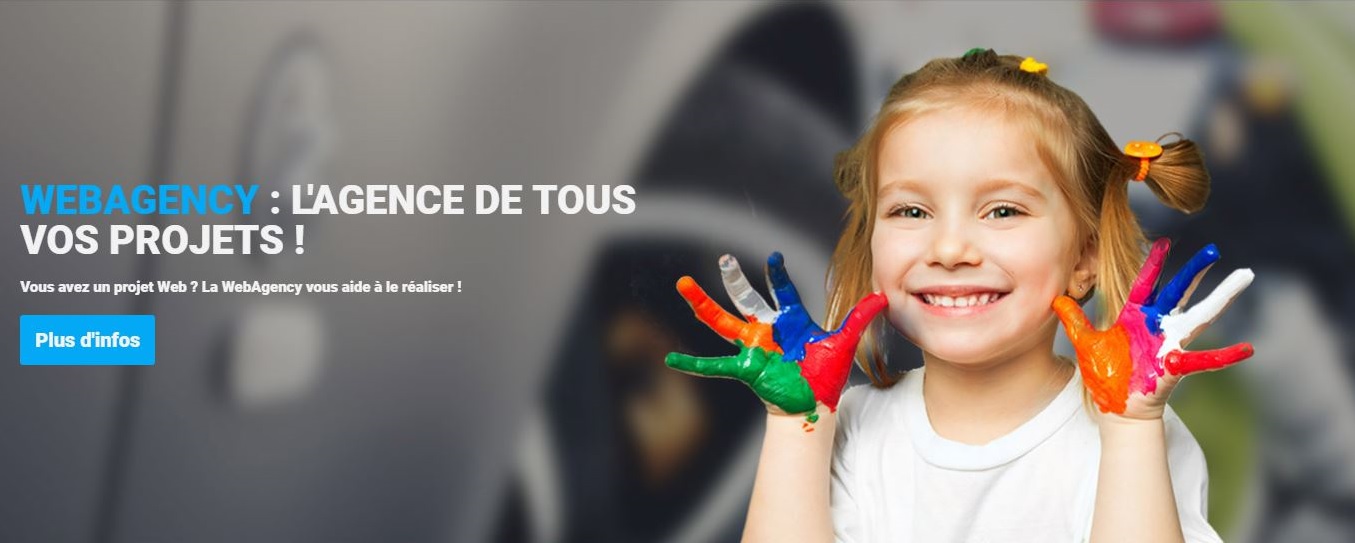 WEBAGENCY : L'AGENCE DE TOUS
VOS PROJETS !
Vous avez un projet Web ? La WebAgency vous aide à le réaliser !
Plus d'infos